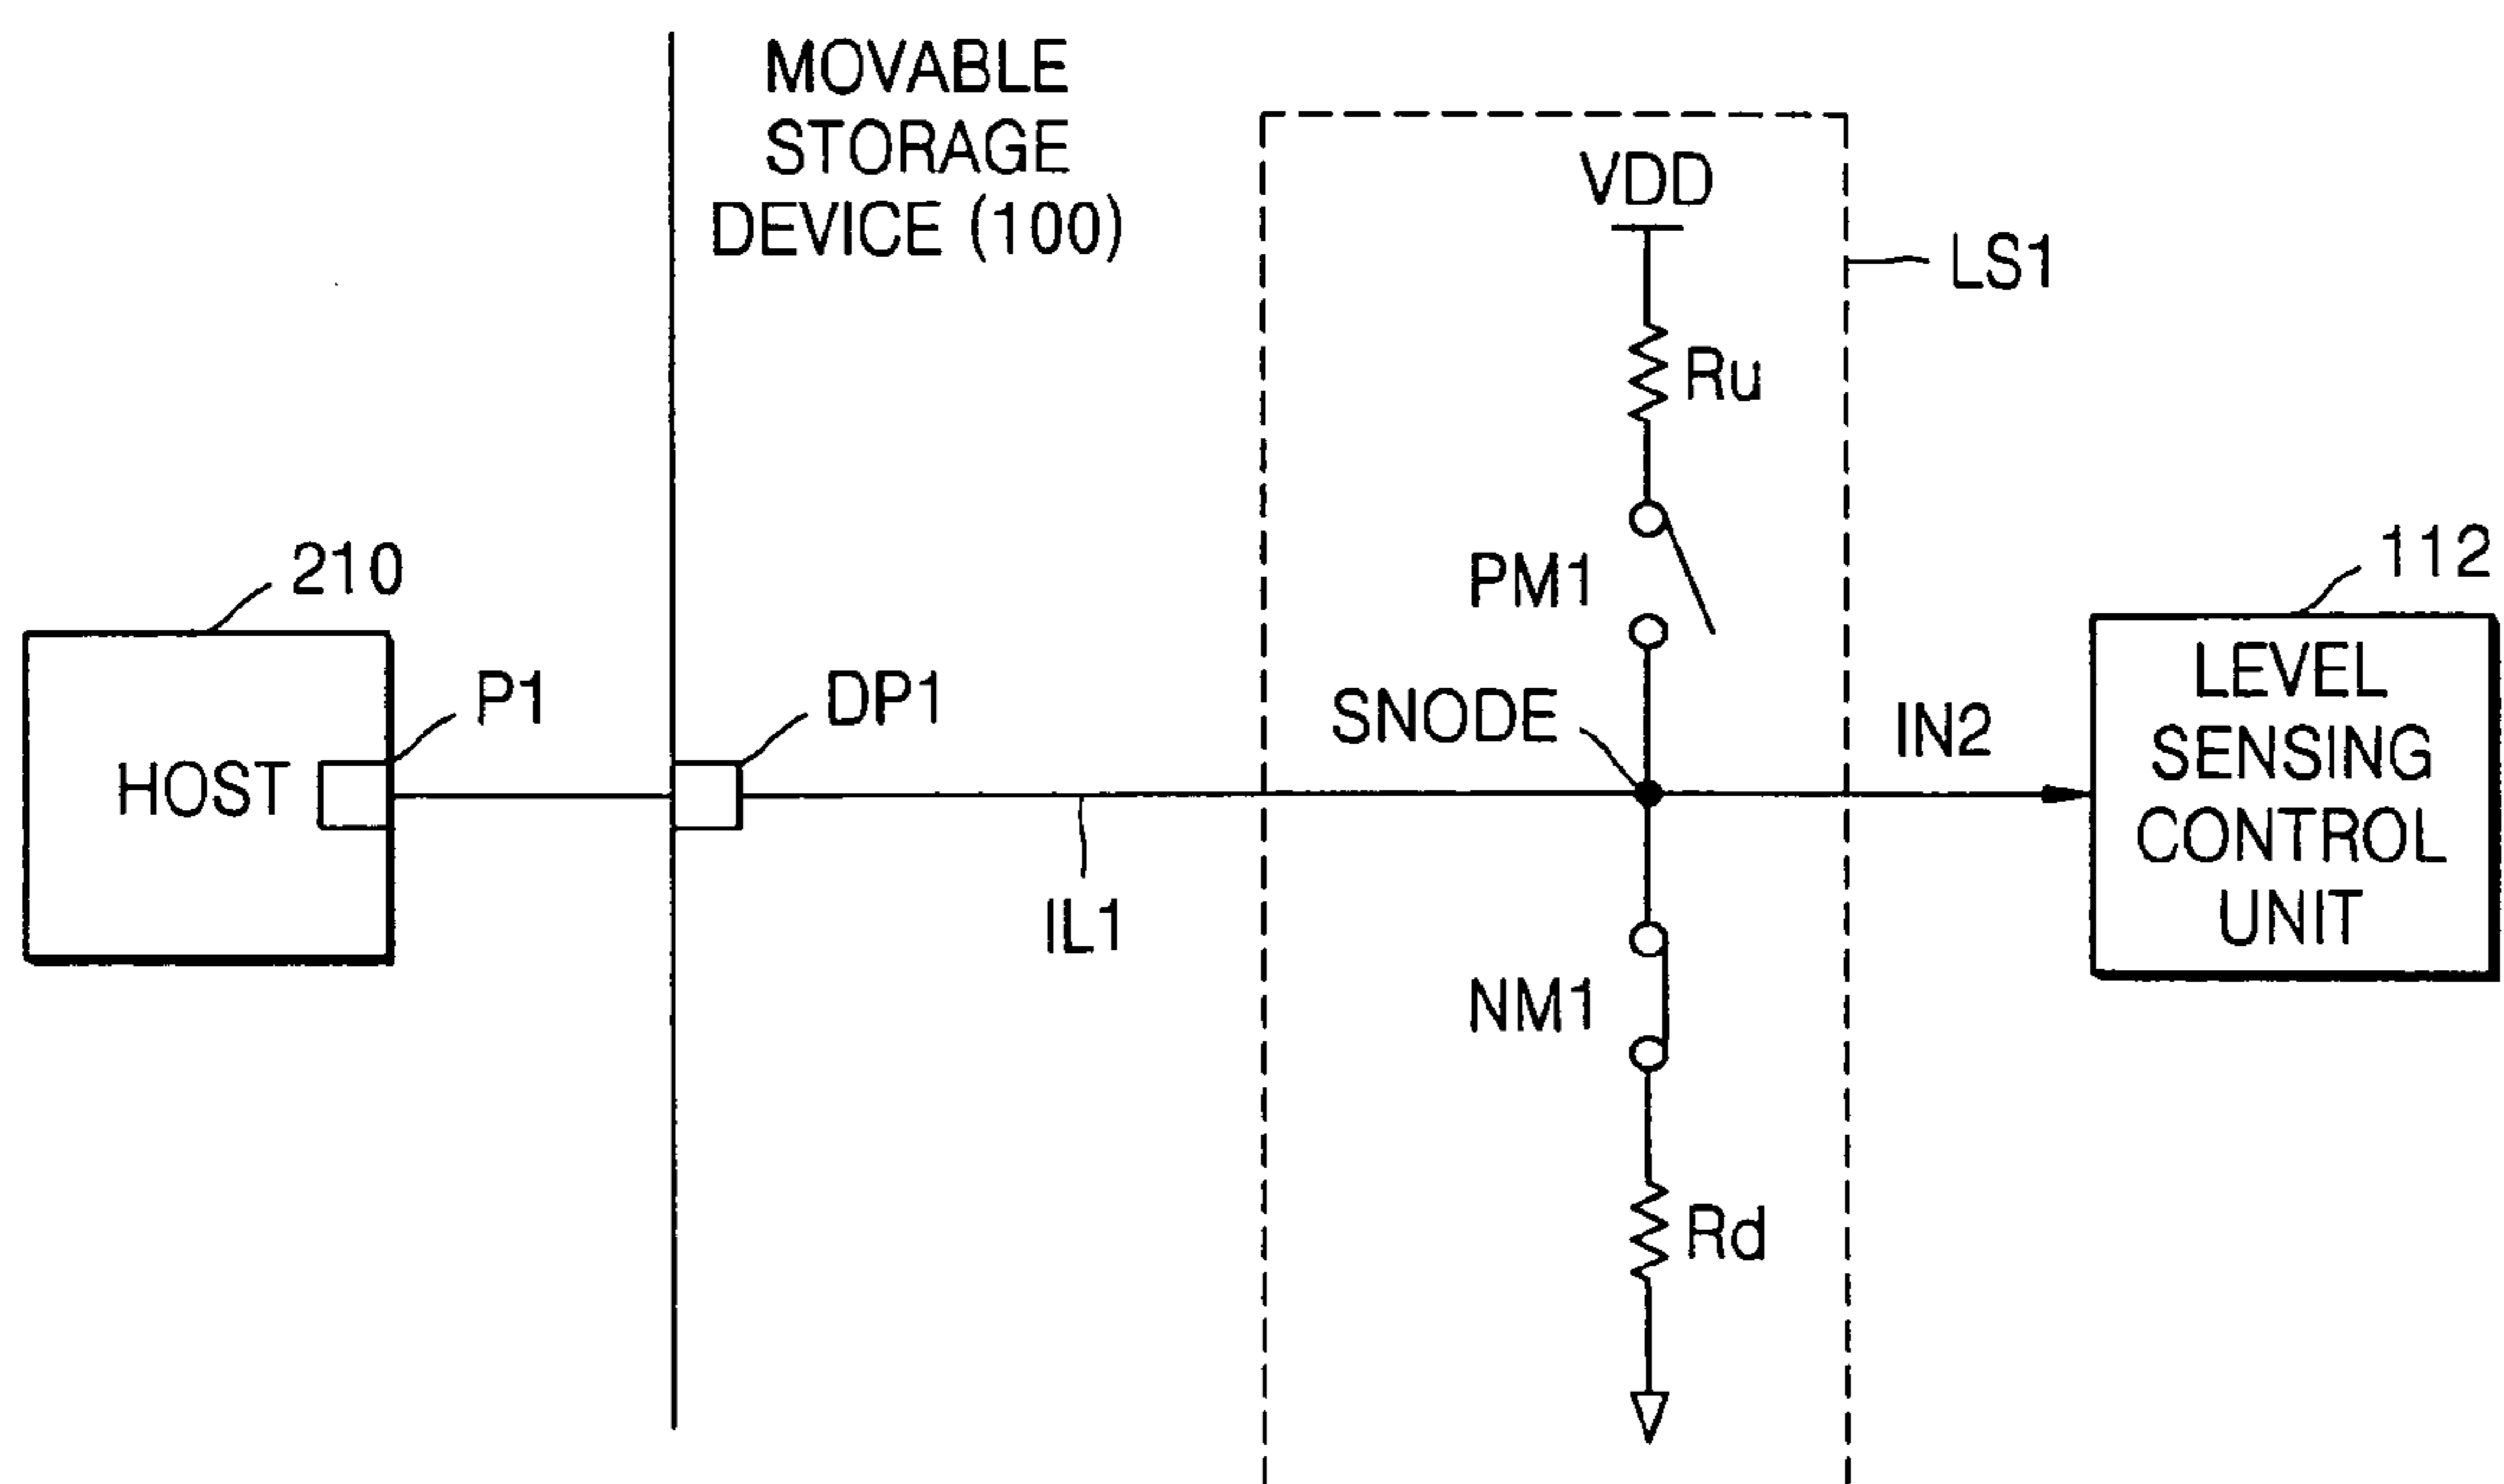 MOVABLE
STORAGE
DEVICE (100)
VDD
LS1
Ru
PM1
210
112
P1
DP1
SNODE
IN2
HOST
LEVEL
SENSING
CONTROL
UNIT
IL1
NM1
Rd